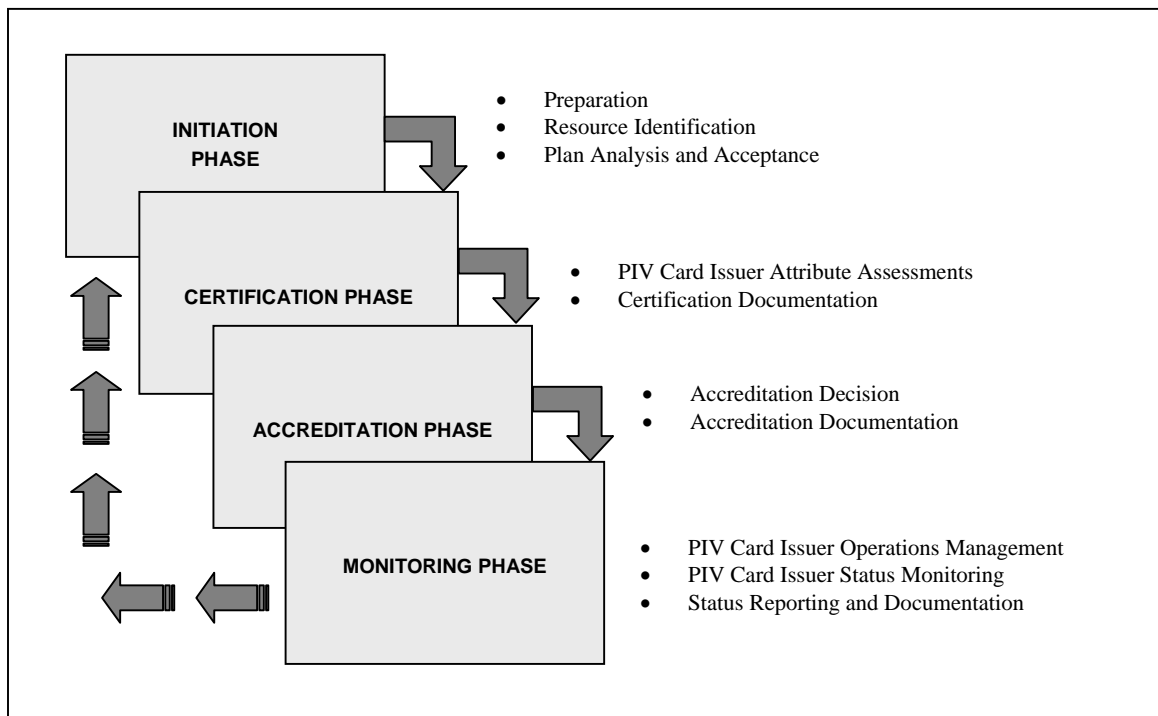 INITIATION
PHASE
• Preparation
• Resource Identification
• Plan Analysis and Acceptance
CERTIFICATION PHASE
• PIV Card Issuer Attribute Assessments
• Certification Documentation
ACCREDITATION PHASE
• Accreditation Decision
• Accreditation Documentation
MONITORING PHASE
• PIV Card Issuer Operations Management
• PIV Card Issuer Status Monitoring
• Status Reporting and Documentation